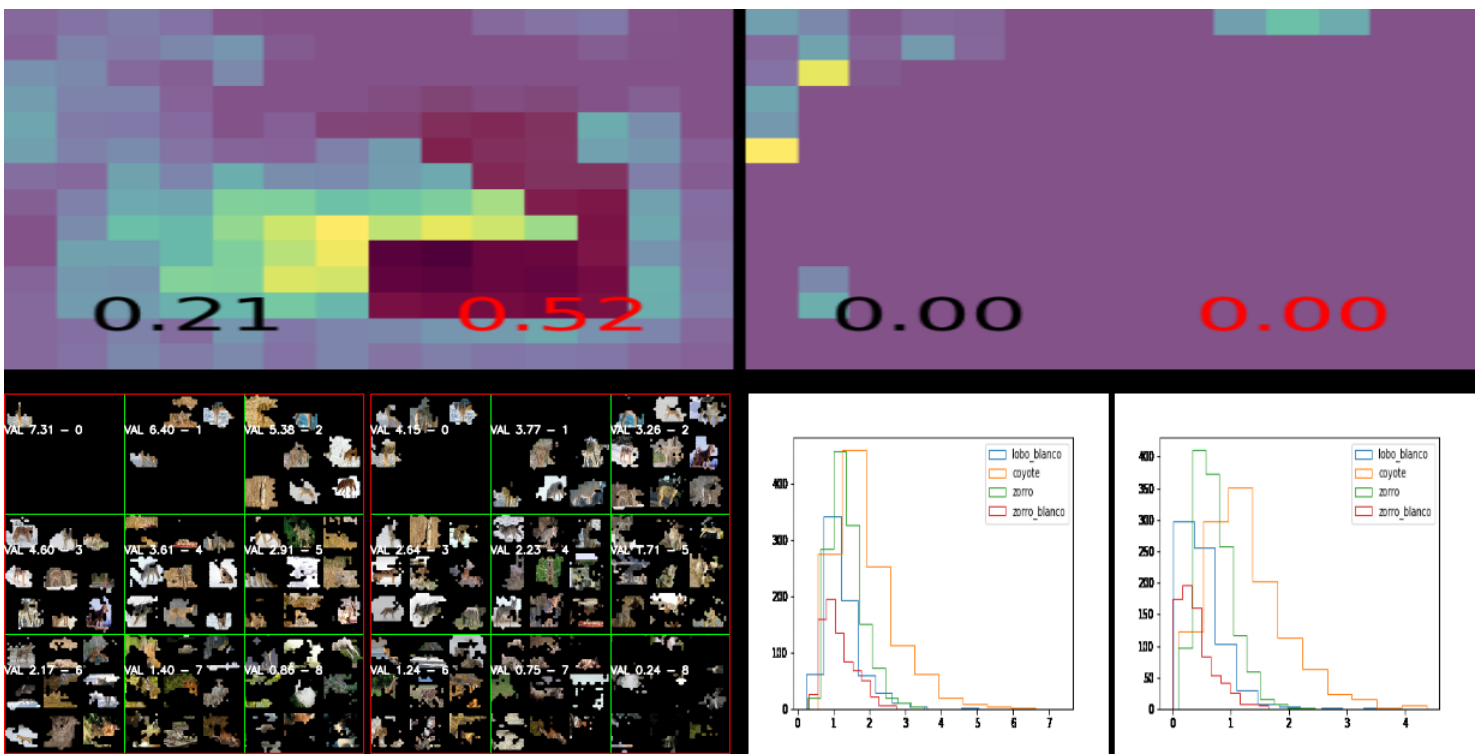 0.21 0.52
0.00 0.00
VAL 7.31 - 0 VAL 6.40 - 1 VAL 5.38 - 2
VAL 4.60 - 3 VAL 3.61 - 4 VAL 2.91 - 5
VAL 2.17 - 6 VAL 1.40 - 7 VAL 0.86 - 8
VAL 4.15 - 0 VAL 3.77 - 1 VAL 3.26 - 2
VAL 2.64 - 3 VAL 2.23 - 4 VAL 1.71 - 5
VAL 1.24 - 6 VAL 0.75 - 7 VAL 0.24 - 8
lobo_blanco
coyote
zorro
zorro_blanco
400
300
200
100
0
0 1 2 3 4 5 6 7
lobo_blanco
coyote
zorro
zorro_blanco
400
350
300
250
200
150
100
50
0
0 1 2 3 4